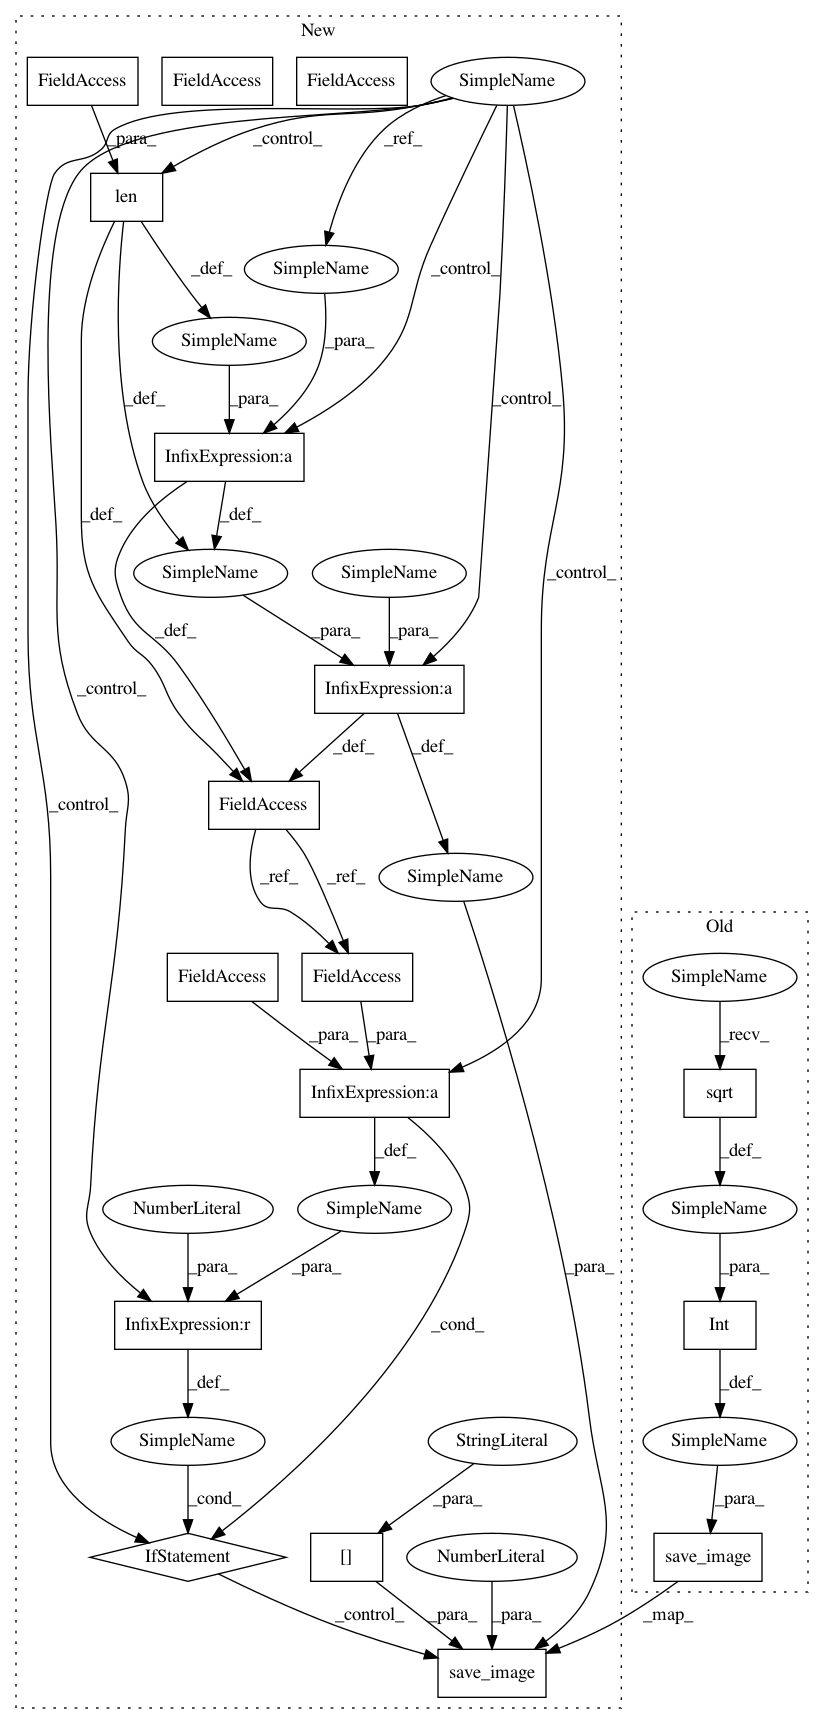 New
FieldAccess FieldAccess FieldAccess SimpleName
_para_ _control_ _ref_
len
_def_ SimpleName _control_
SimpleName
_def_ _para_ _para_ _control_
InfixExpression:a
_def_ _def_
SimpleName SimpleName _control_
_def_ _para_ _para_
_control_ InfixExpression:a
_def_ _def_
_control_ FieldAccess
_ref_ _ref_ SimpleName
Old
FieldAccess FieldAccess SimpleName
_para_ _para_ _recv_
InfixExpression:a sqrt
_def_ _def_
NumberLiteral SimpleName SimpleName
_para_ _para_ _para_ _para_
InfixExpression:r _cond_ Int
_def_ _def_
SimpleName StringLiteral SimpleName
_cond_ _para_ _para_
IfStatement [] NumberLiteral save_image
_control_ _para_ _para_ _map_
save_image